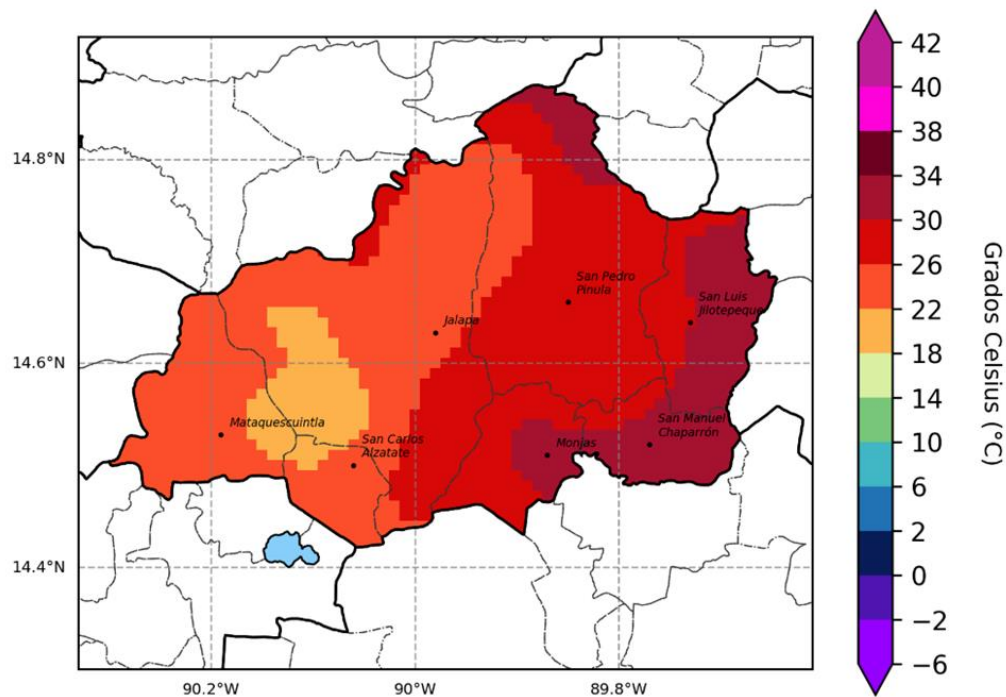 14.8°N
14.6°N
14.4°N
90.2°W
90°W
89.8°W
San Pedro
Pinula
San Luis
Jilotepeque
Jalapa
Mataquescuintla
San Carlos
Alzatate
Monjas
San Manuel
Chaparrón
42
40
38
34
30
26
22
18
14
10
6
2
0
−2
−6
Grados Celsius (°C)